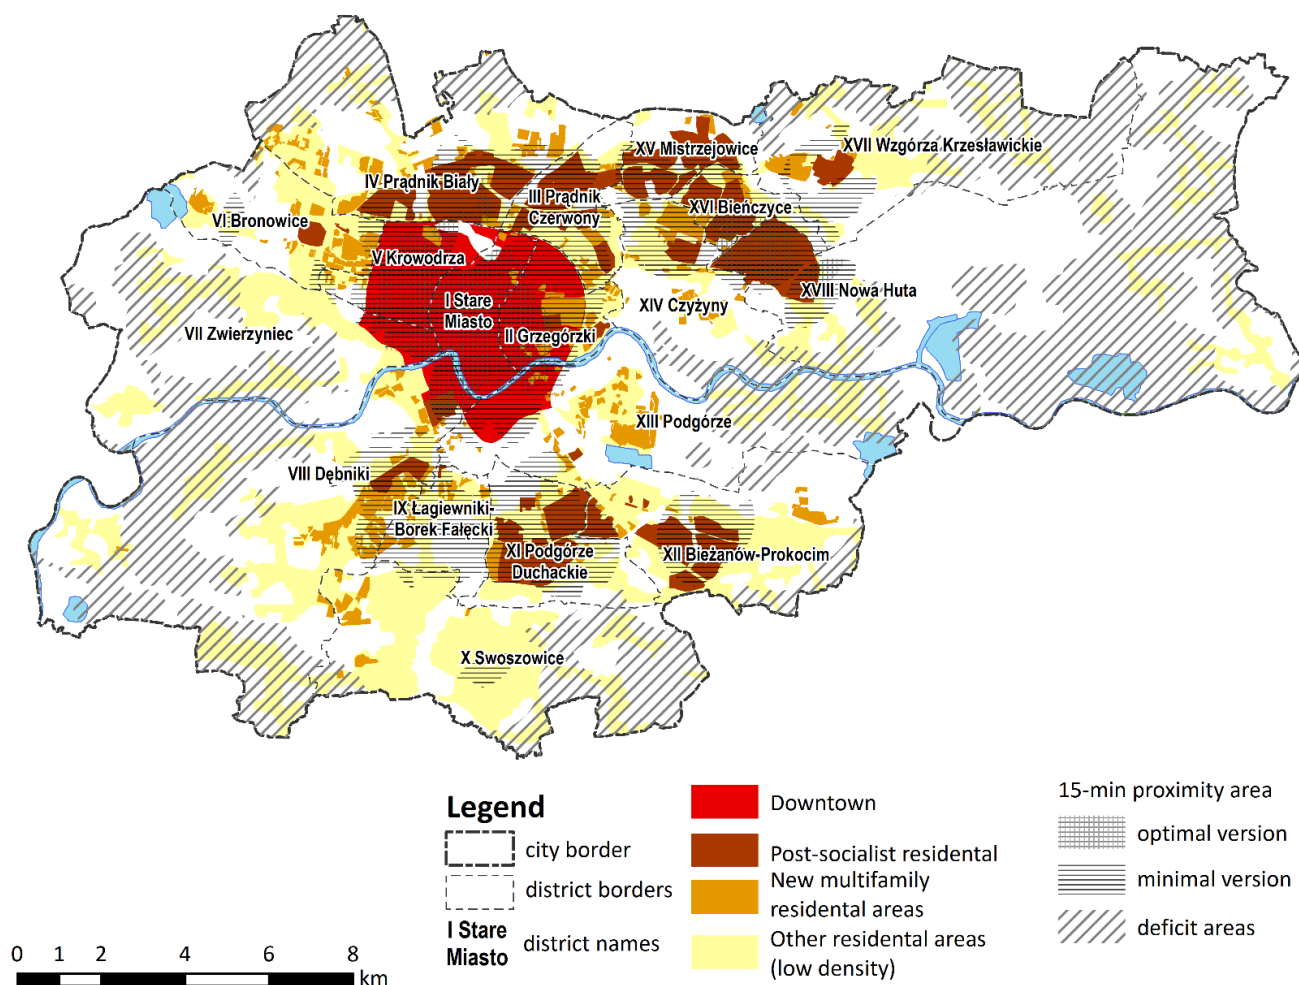 XV Mistrzejowice
XVII Wzgórza Krzesławickie
IV Prądnik Biały
III Prądnik
Czerwony
XVI Bieńczyce
VI Bronowice
V Krowodrza
I Stare
Miasto
XIV Czyżyny
XVIII Nowa Huta
VII Zwierzyniec
II Grzegórzki
XIII Podgórze
VIII Dębniki
IX Łagiewniki-
Borek Fałęcki
XI Podgórze
Duchackie
XII Bieżanów-Prokocim
X Swoszowice
Legend
city border
district borders
I Stare
Miasto
district names
Downtown
Post-socialist residental
New multifamily
residental areas
Other residental areas
(low density)
15-min proximity area
optimal version
minimal version
deficit areas
0 1 2 4 6 8
km